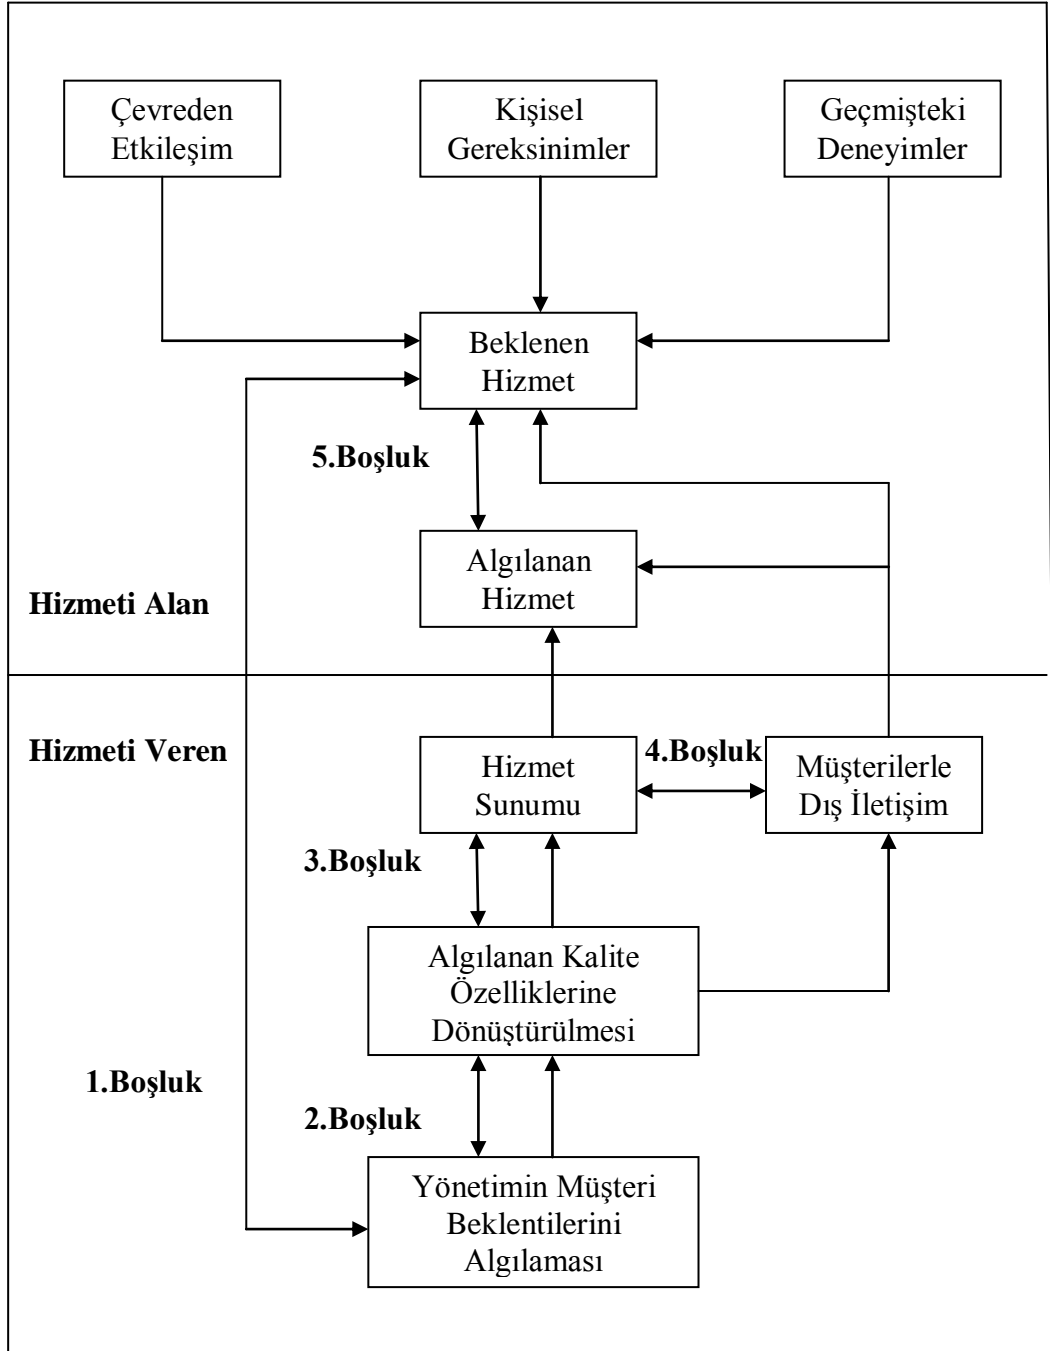 Çevreden
Etkileşim
Kişisel
Gereksinimler
Geçmişteki
Deneyimler
Beklenen
Hizmet
5.Boşluk
Algılanan
Hizmet
Hizmeti Alan
Hizmeti Veren
Hizmet
Sunumu
4.Boşluk
Müşterilerle
Dış İletişim
3.Boşluk
Algılanan Kalite
Özelliklerine
Dönüştürülmesi
1.Boşluk
2.Boşluk
Yönetimin Müşteri
Beklentilerini
Algılaması